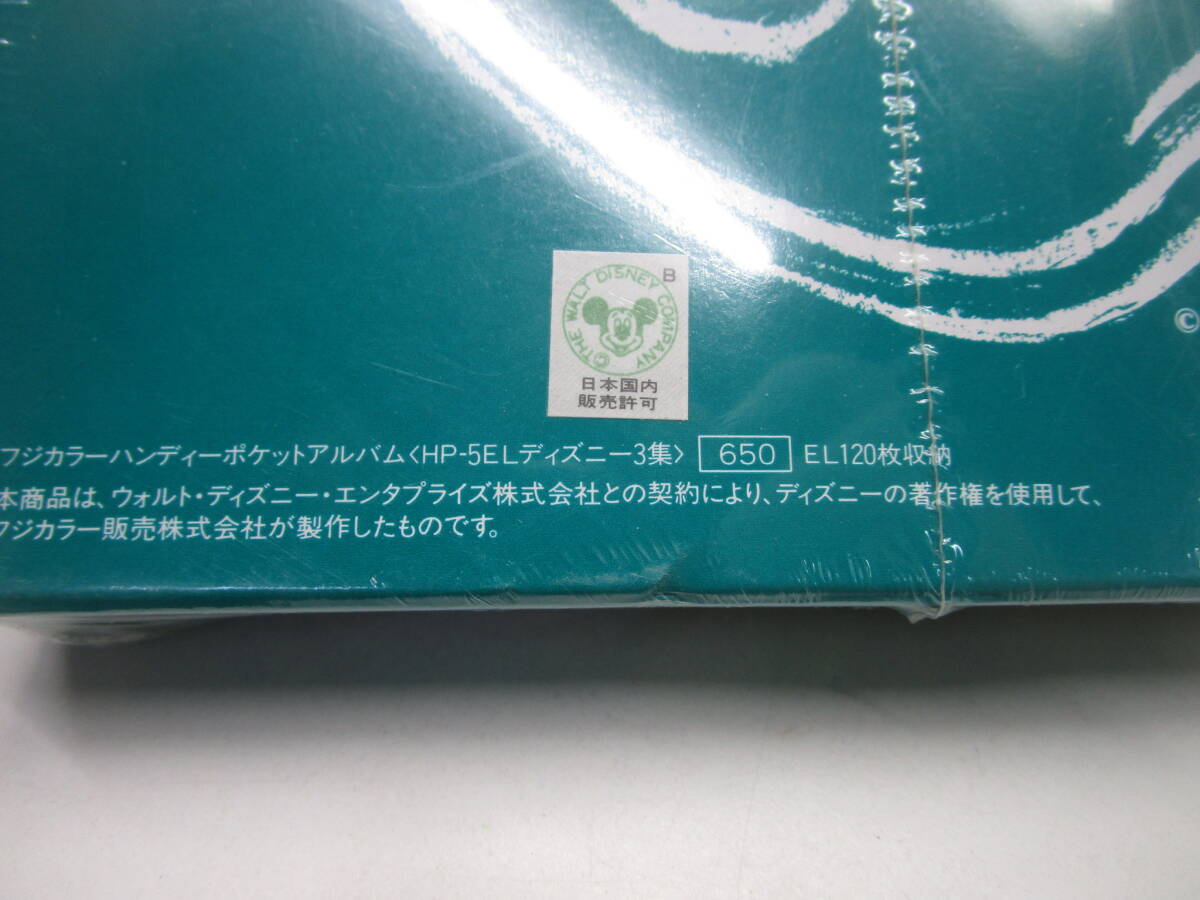 B
©THE WALT DISNEY COMPANY
日本国内
販売許可
©
フジカラーハンディーポケットアルバム〈HP-5ELディズニー3集〉 650 EL120枚収納
本商品は、ウォルト・ディズニー・エンタプライズ株式会社との契約により、ディズニーの著作権を使用して、
フジカラー販売株式会社が製作したものです。